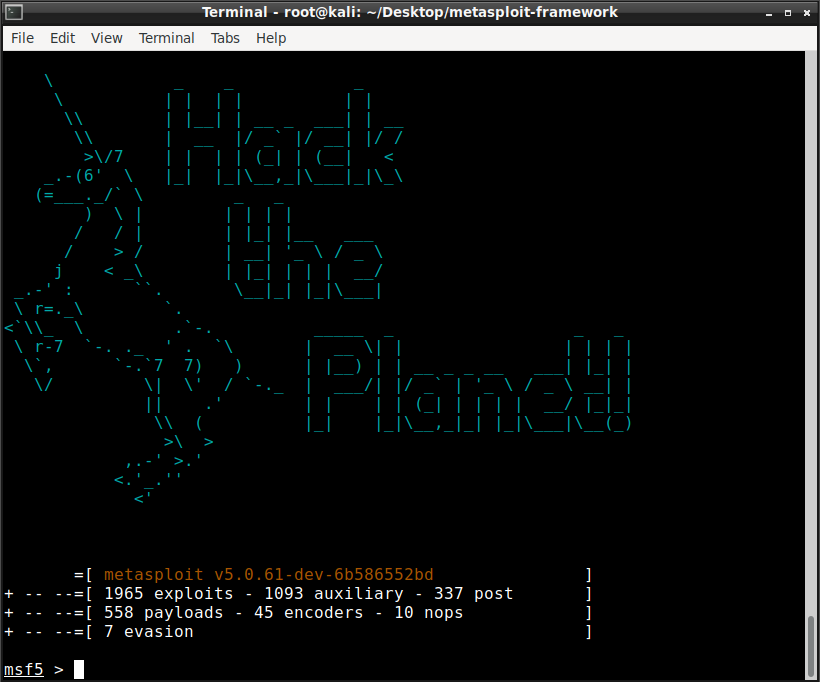 Terminal - root@kali: ~/Desktop/metasploit-framework
File Edit View Terminal Tabs Help
Hack
the
Planet!
=[ metasploit v5.0.61-dev-6b586552bd ]
+ -- --=[ 1965 exploits - 1093 auxiliary - 337 post ]
+ -- --=[ 558 payloads - 45 encoders - 10 nops ]
+ -- --=[ 7 evasion ]
msf5 >